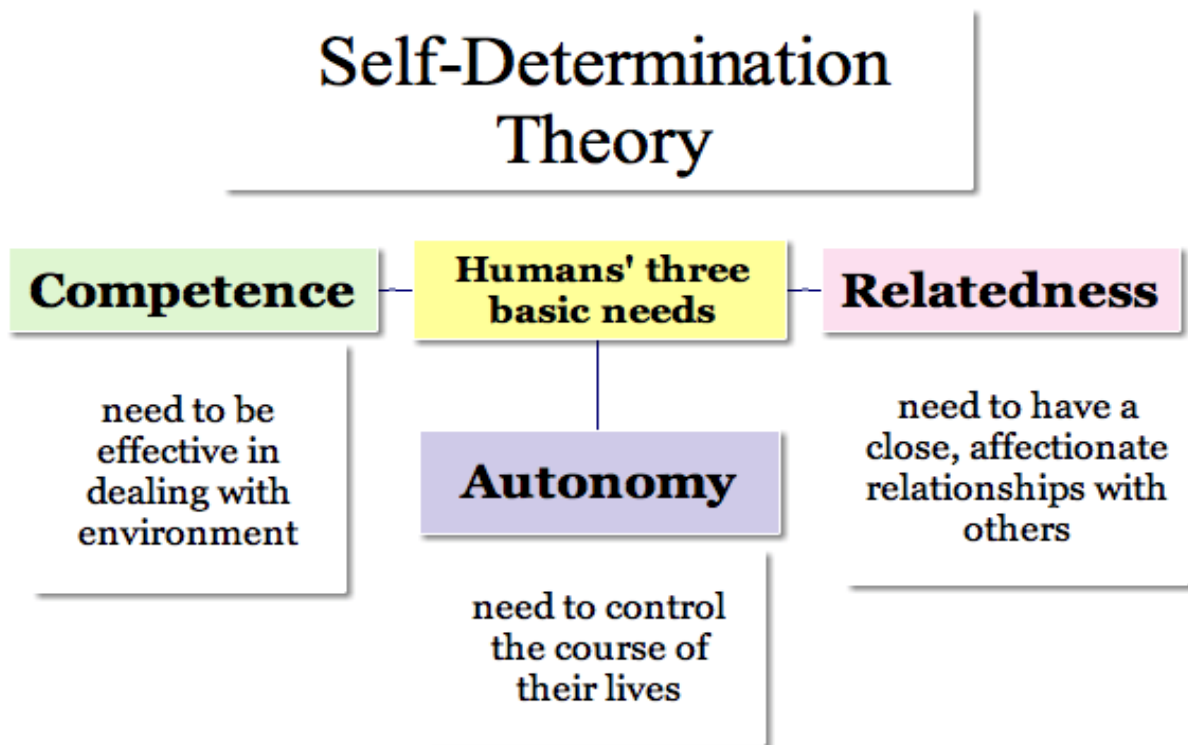 Self-Determination
Theory
Competence
Humans' three
basic needs
Relatedness
need to be
effective in
dealing with
environment
Autonomy
need to control
the course of
their lives
need to have a
close, affectionate
relationships with
others